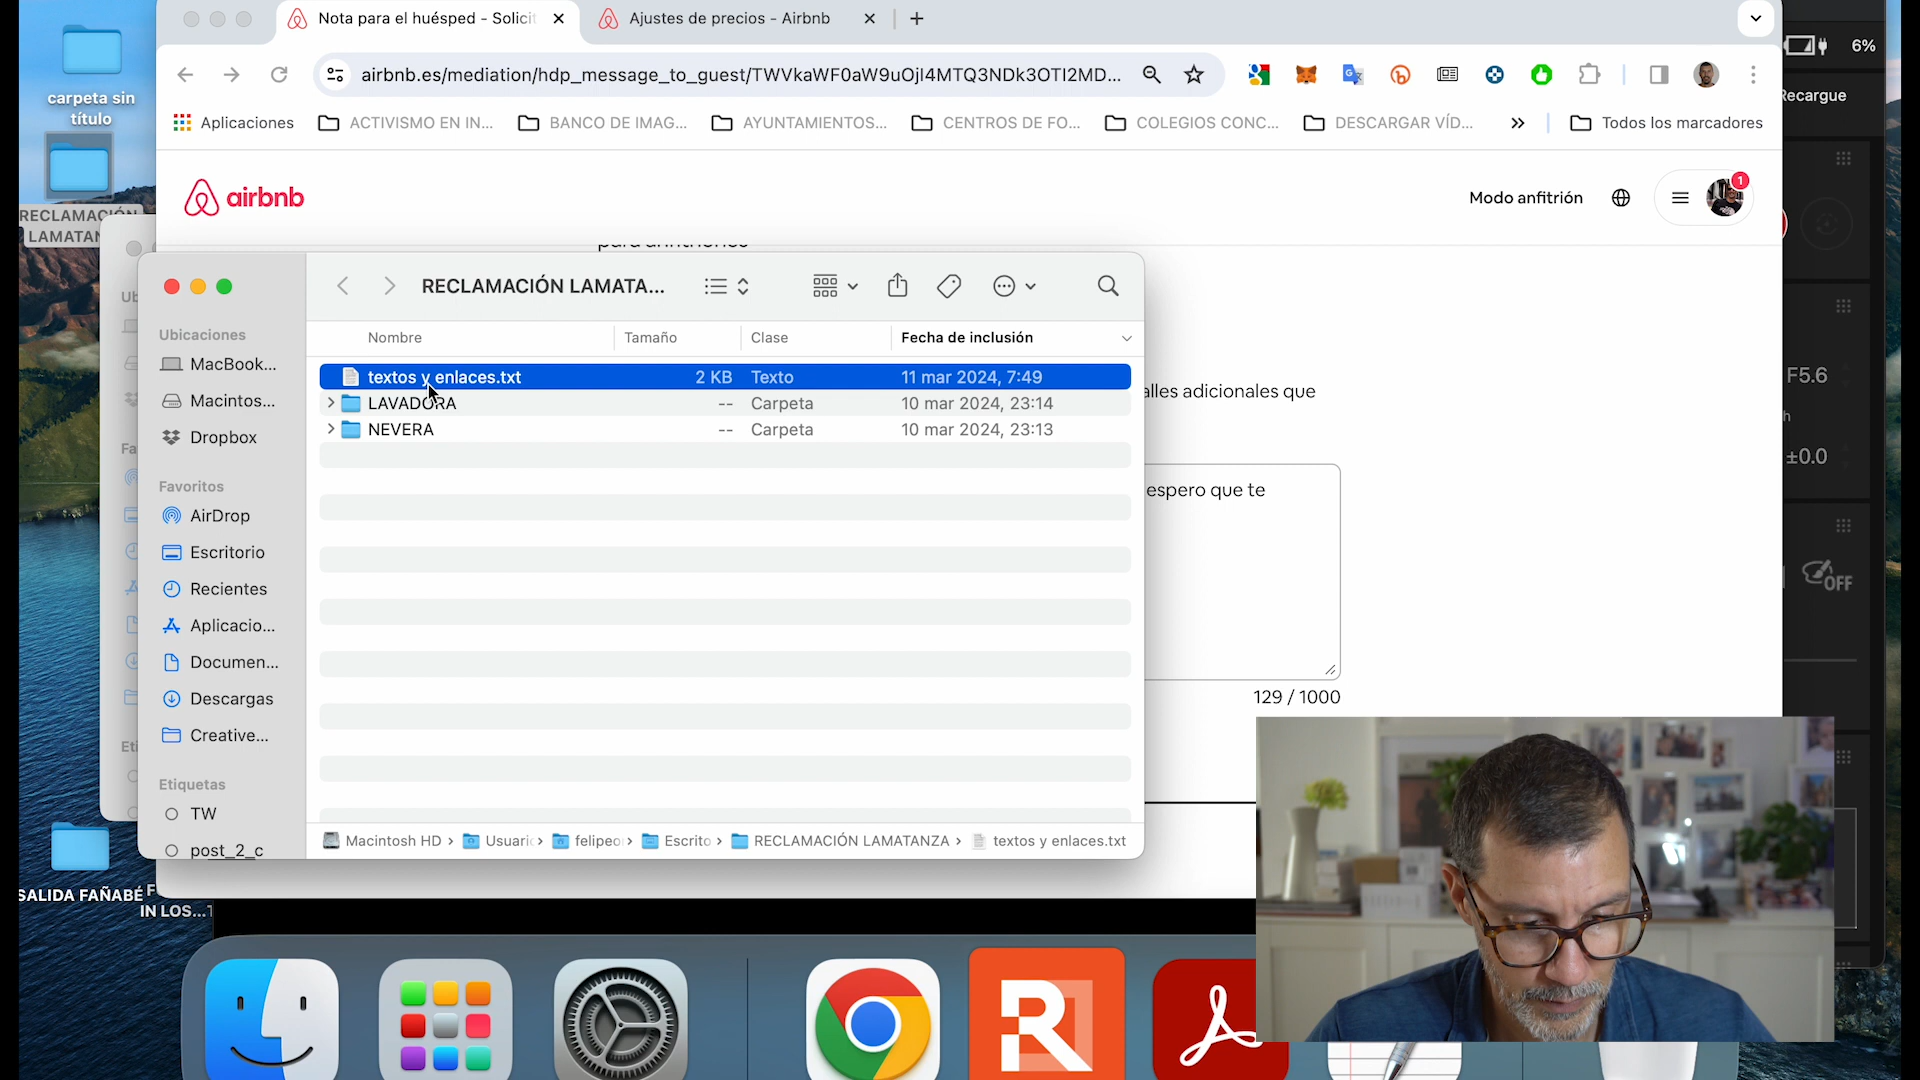 Nota para el huésped - Solicit
Ajustes de precios - Airbnb
airbnb.es/mediation/hdp_message_to_guest/TWVkaWF0aW9uOjI4MTQ3NDk3OTI2MD...
6%
Recargue
Aplicaciones
ACTIVISMO EN IN...
BANCO DE IMAG...
AYUNTAMIENTOS...
CENTROS DE FO...
COLEGIOS CONC...
DESCARGAR VÍD...
Todos los marcadores
carpeta sin
título
RECLAMACIÓN
LAMATAN
airbnb
Modo anfitrión
1
para anfitriones
RECLAMACIÓN LAMATA...
Nombre
Tamaño
Clase
Fecha de inclusión
textos y enlaces.txt
2 KB
Texto
11 mar 2024, 7:49
LAVADORA
--
Carpeta
10 mar 2024, 23:14
NEVERA
--
Carpeta
10 mar 2024, 23:13
Ubicaciones
MacBook...
Macintos...
Dropbox
Favoritos
AirDrop
Escritorio
Recientes
Aplicacio...
Documen...
Descargas
Creative...
Etiquetas
TW
post_2_c
Ub
Fa
Eti
alles adicionales que
espero que te
129 / 1000
F5.6
h
±0.0
OFF
Macintosh HD
Usuari
felipeo
Escrito
RECLAMACIÓN LAMATANZA
textos y enlaces.txt
SALIDA FAÑABÉ
F
IN LOS...T